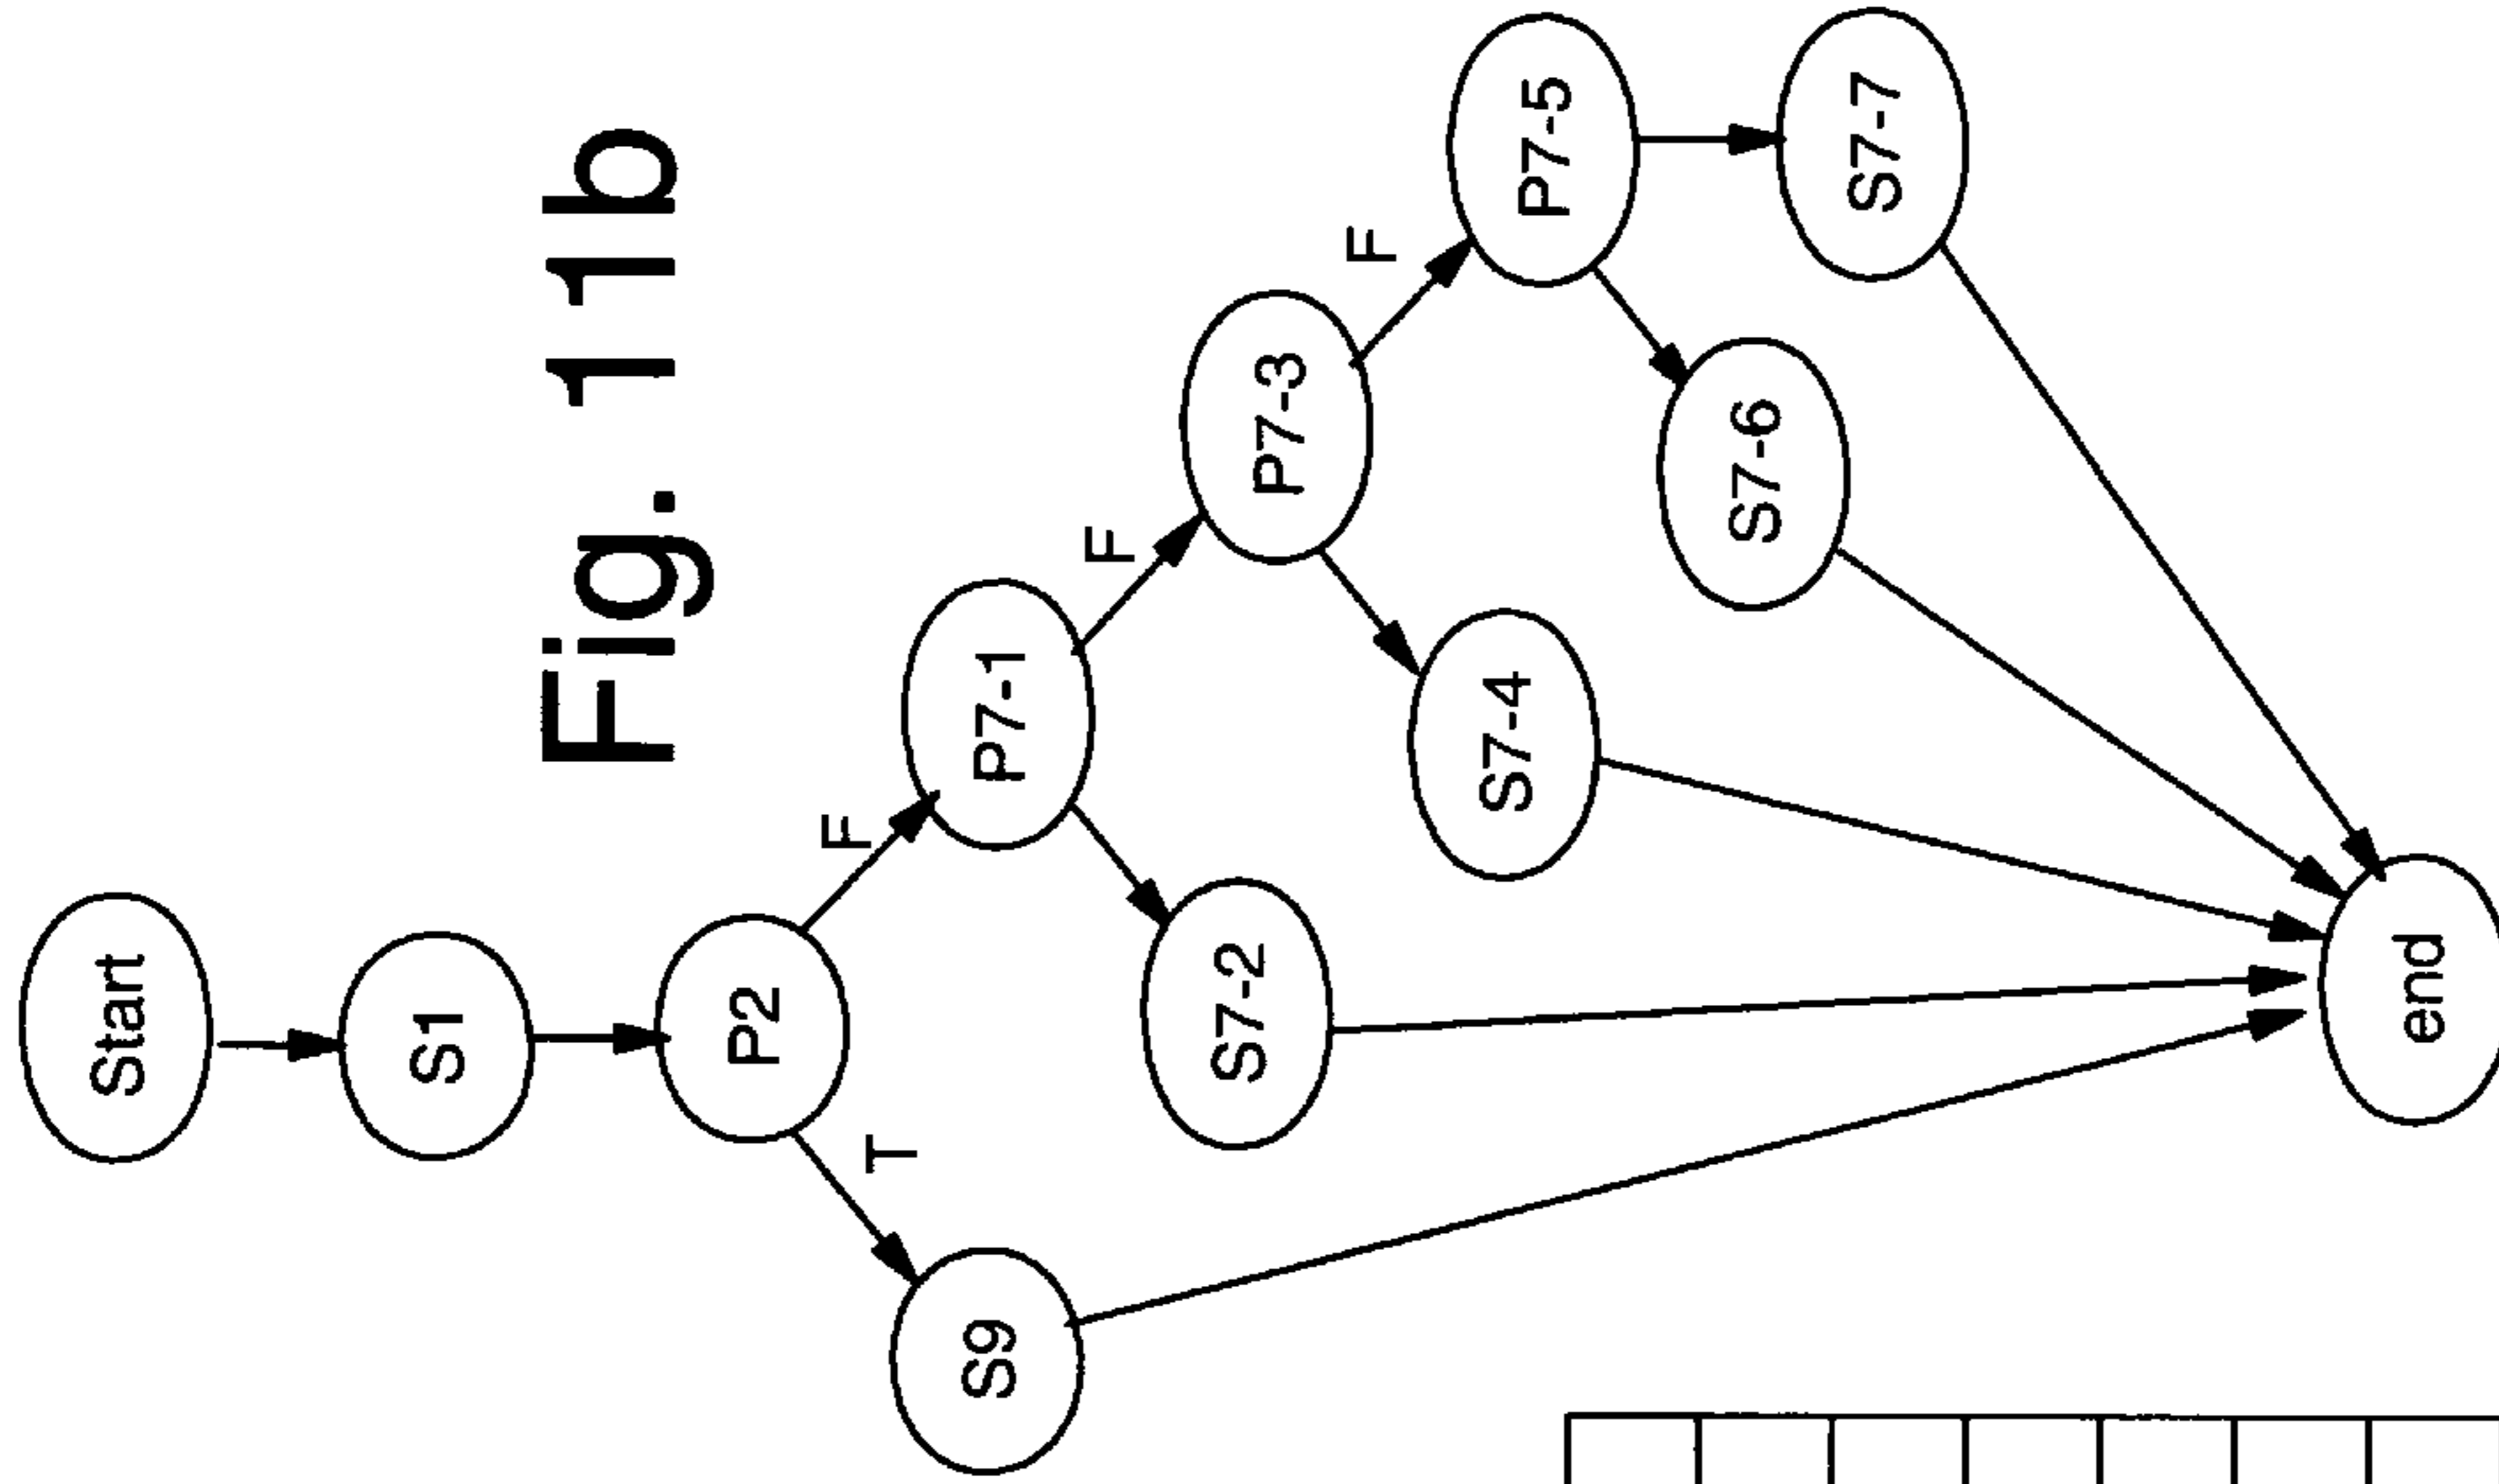 Fig. 11b
Start
S1
P2
T
F
S9
P7-1
F
S7-2
P7-3
F
S7-4
P7-5
S7-6
S7-7
end